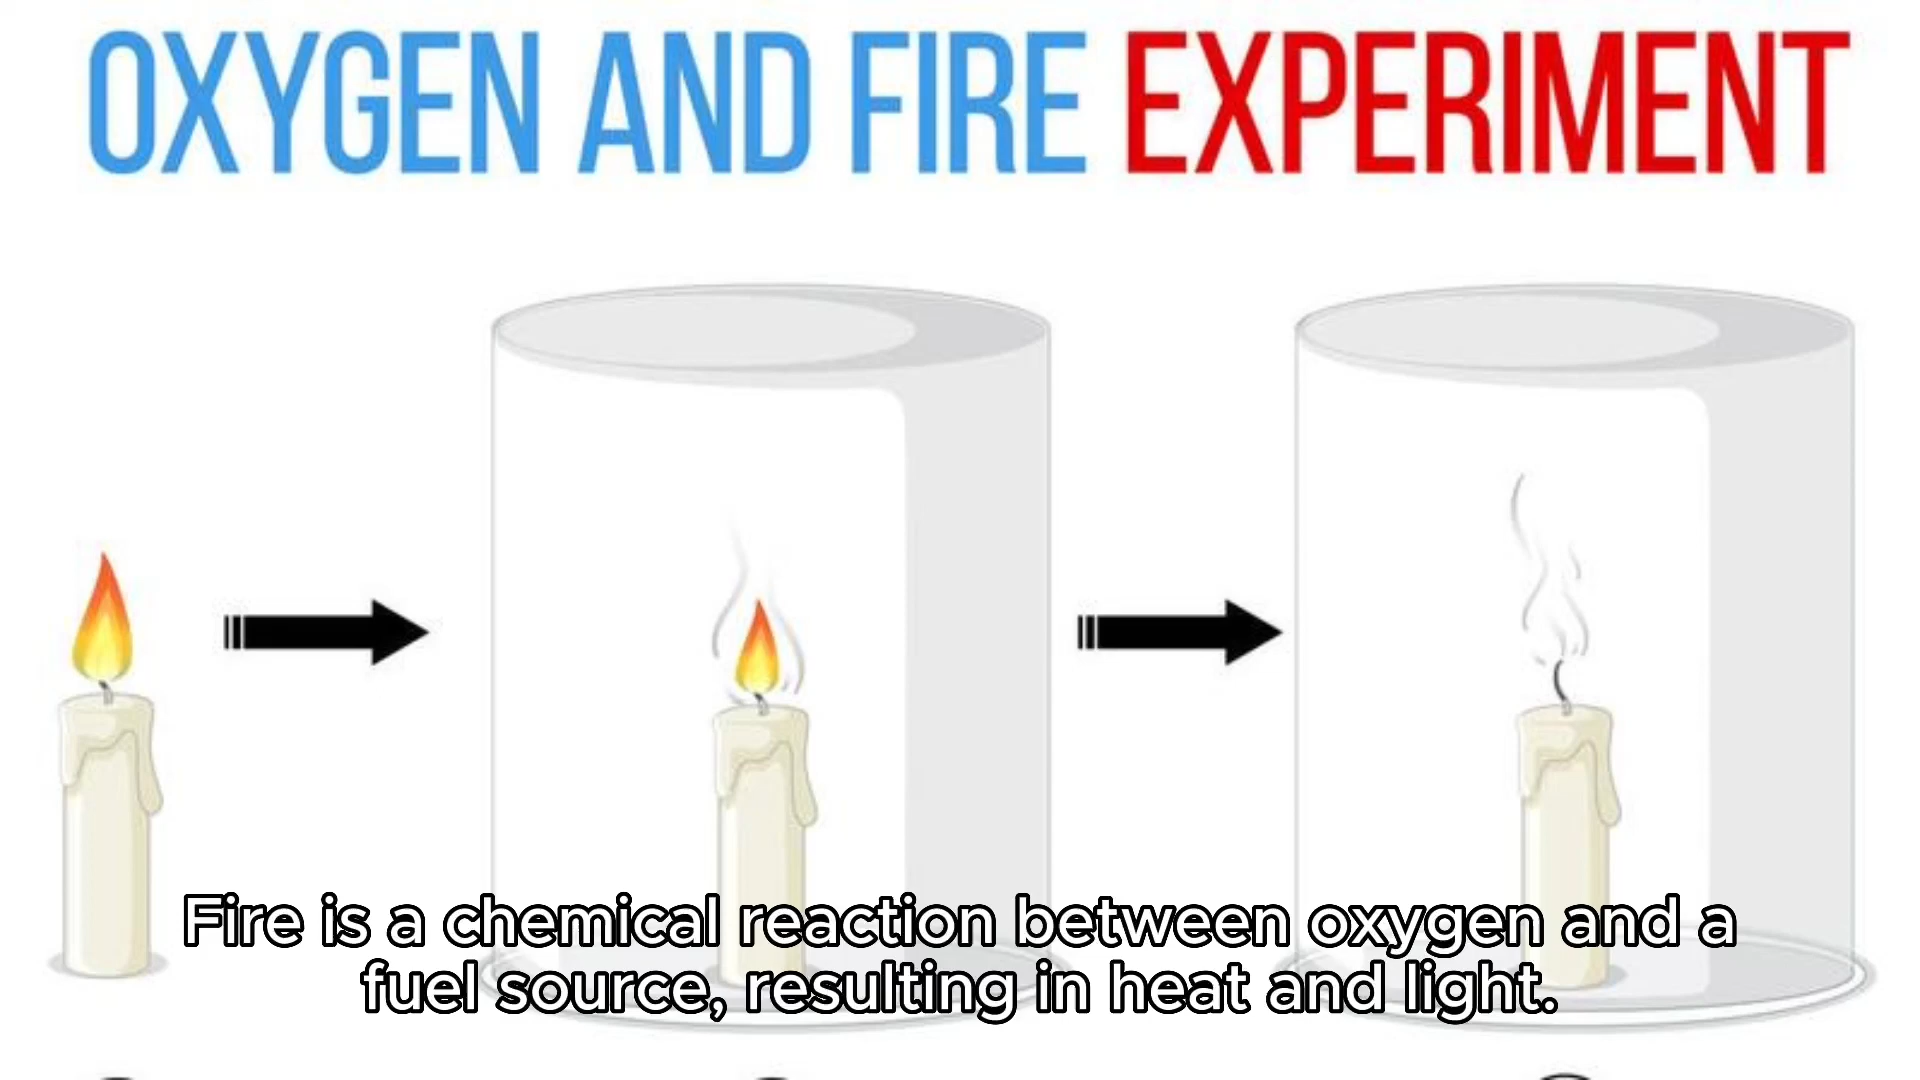 OXYGEN AND FIRE EXPERIMENT
Fire is a chemical reaction between oxygen and a
fuel source, resulting in heat and light.